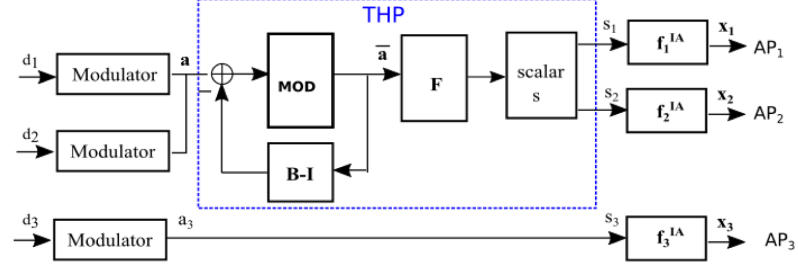 THP
d₁
Modulator
a
–
MOD
a̅
F
scalar
s
s₁
f₁ᴵᴬ
x₁
AP₁
s₂
f₂ᴵᴬ
x₂
AP₂
d₂
Modulator
B-I
d₃
Modulator
a₃
s₃
f₃ᴵᴬ
x₃
AP₃